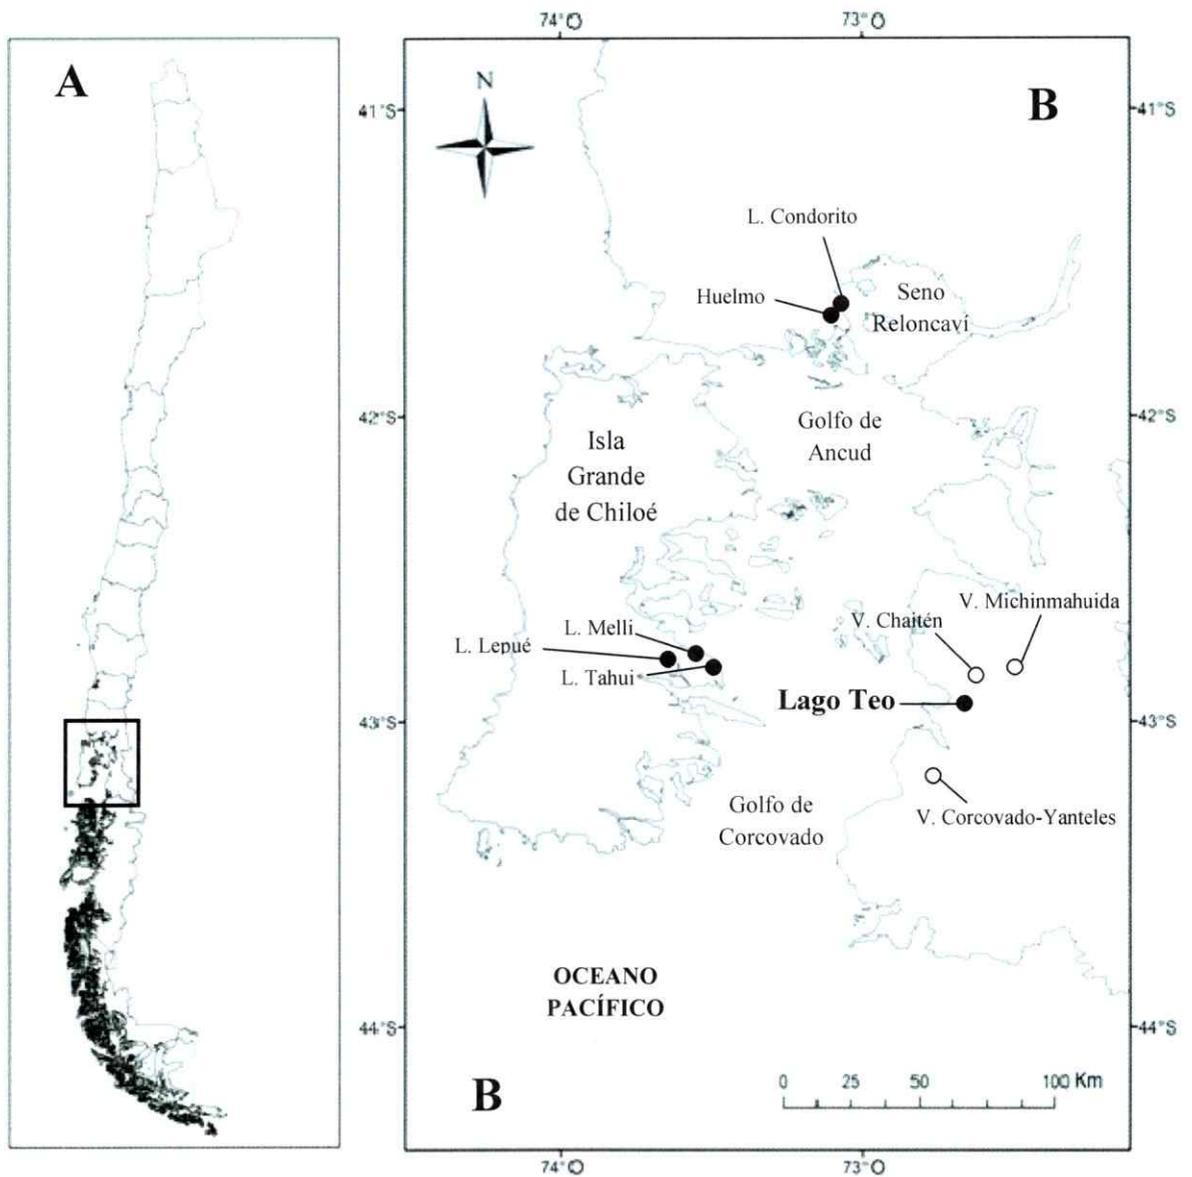 A
74°O
73°O
41°S
41°S
N
B
L. Condorito
Huelmo
Seno
Reloncaví
42°S
42°S
Golfo de
Ancud
Isla
Grande
de Chiloé
V. Michinmahuida
V. Chaitén
L. Melli
L. Lepué
L. Tahui
Lago Teo
43°S
43°S
Golfo de
Corcovado
V. Corcovado-Yanteles
OCEANO
PACÍFICO
44°S
44°S
B
0 25 50 100 Km
74°O
73°O